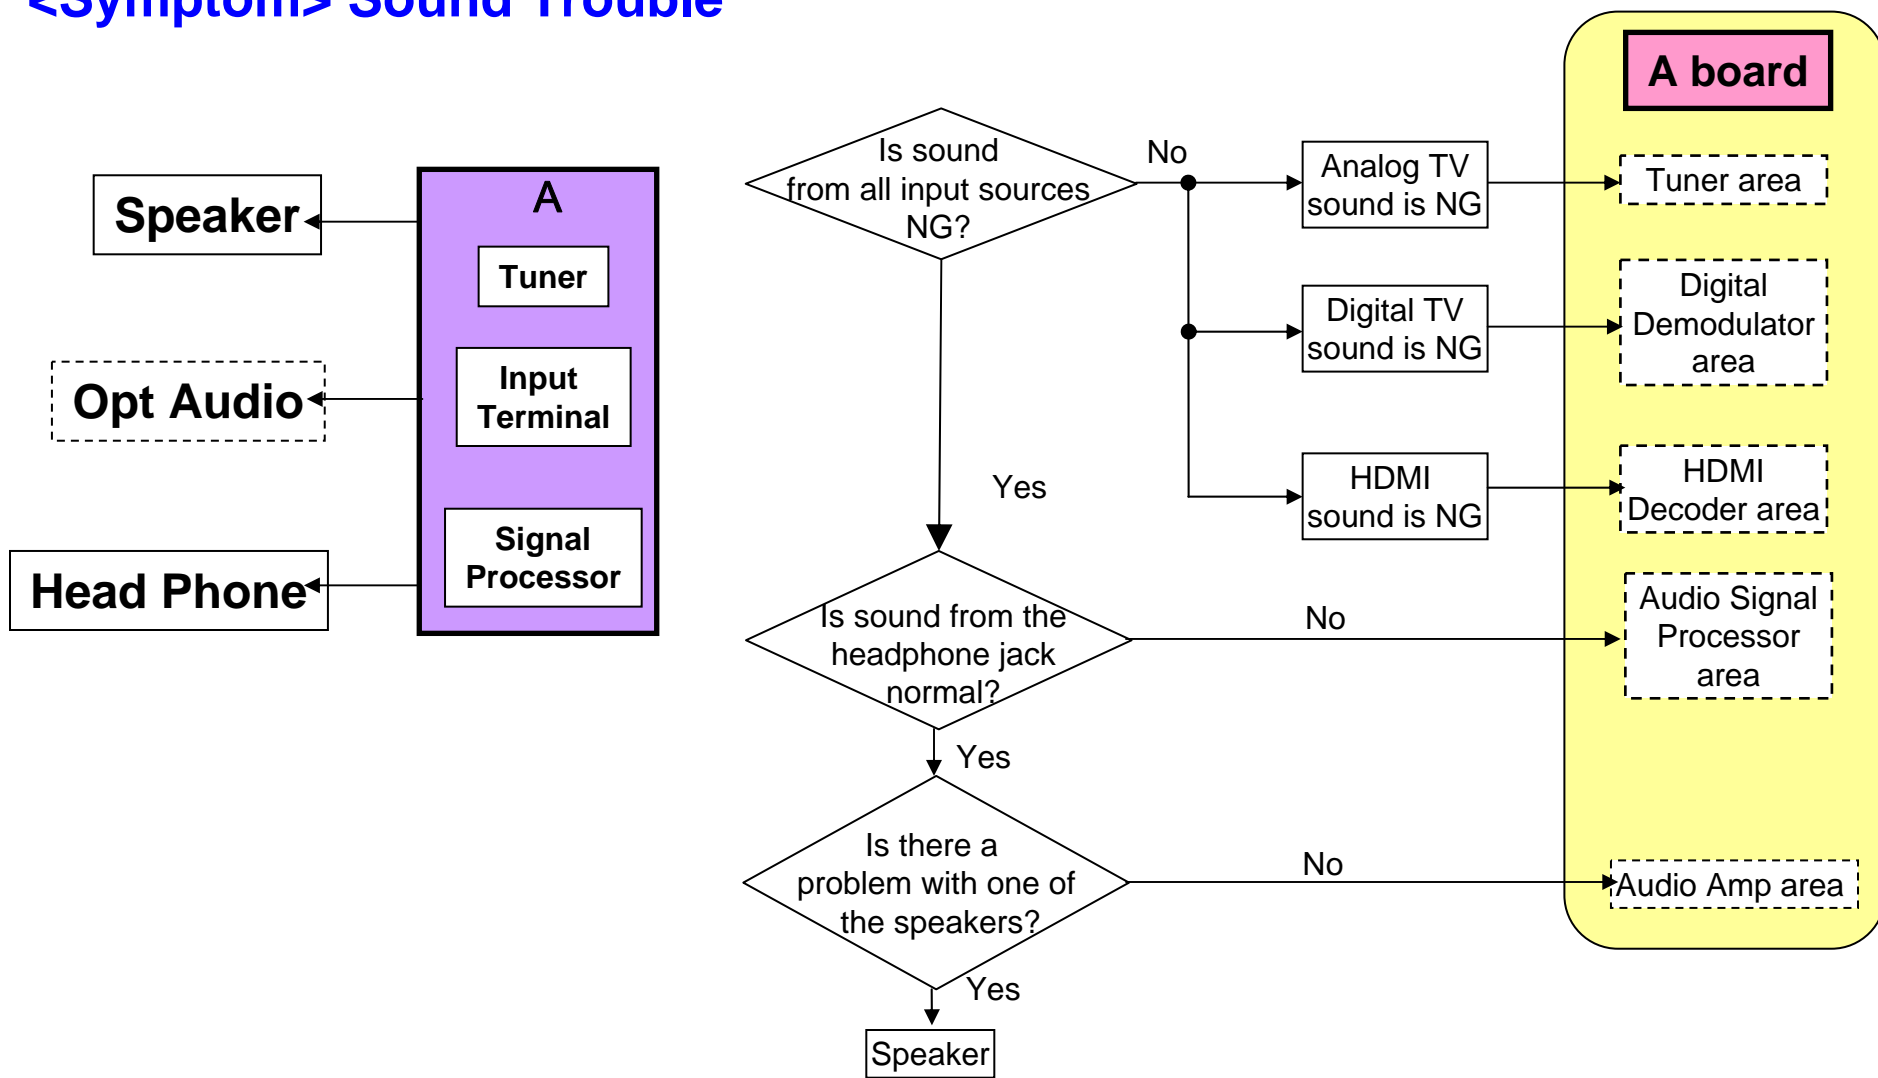 <Symptom> Sound Trouble
Speaker
Opt Audio
Head Phone
A
Tuner
Input
Terminal
Signal
Processor
Is sound
from all input sources
NG?
No
Yes
Analog TV
sound is NG
Digital TV
sound is NG
HDMI
sound is NG
Is sound from the
headphone jack
normal?
No
Yes
Is there a
problem with one of
the speakers?
No
Yes
Speaker
A board
Tuner area
Digital
Demodulator
area
HDMI
Decoder area
Audio Signal
Processor
area
Audio Amp area